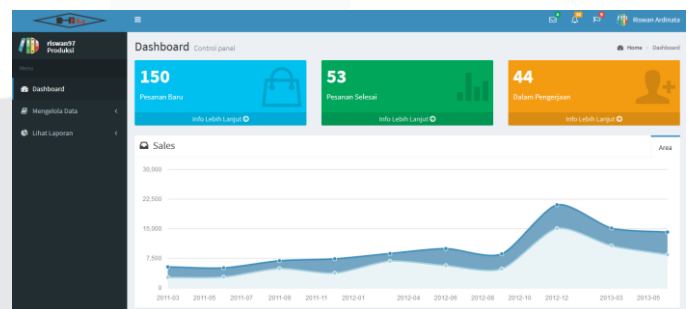 Riswan Ardinata
riswan97
Produksi
Menu
Dashboard
Mengelola Data
Lihat Laporan
Dashboard Control panel
Home Dashboard
150
Pesanan Baru
Info Lebih Lanjut
53
Pesanan Selesai
Info Lebih Lanjut
44
Dalam Pengerjaan
Info Lebih Lanjut
Sales
Area
30,000
22,500
15,000
7,500
0
2011-03 2011-05 2011-07 2011-09 2011-11 2012-01 2012-04 2012-06 2012-08 2012-10 2012-12 2013-03 2013-05